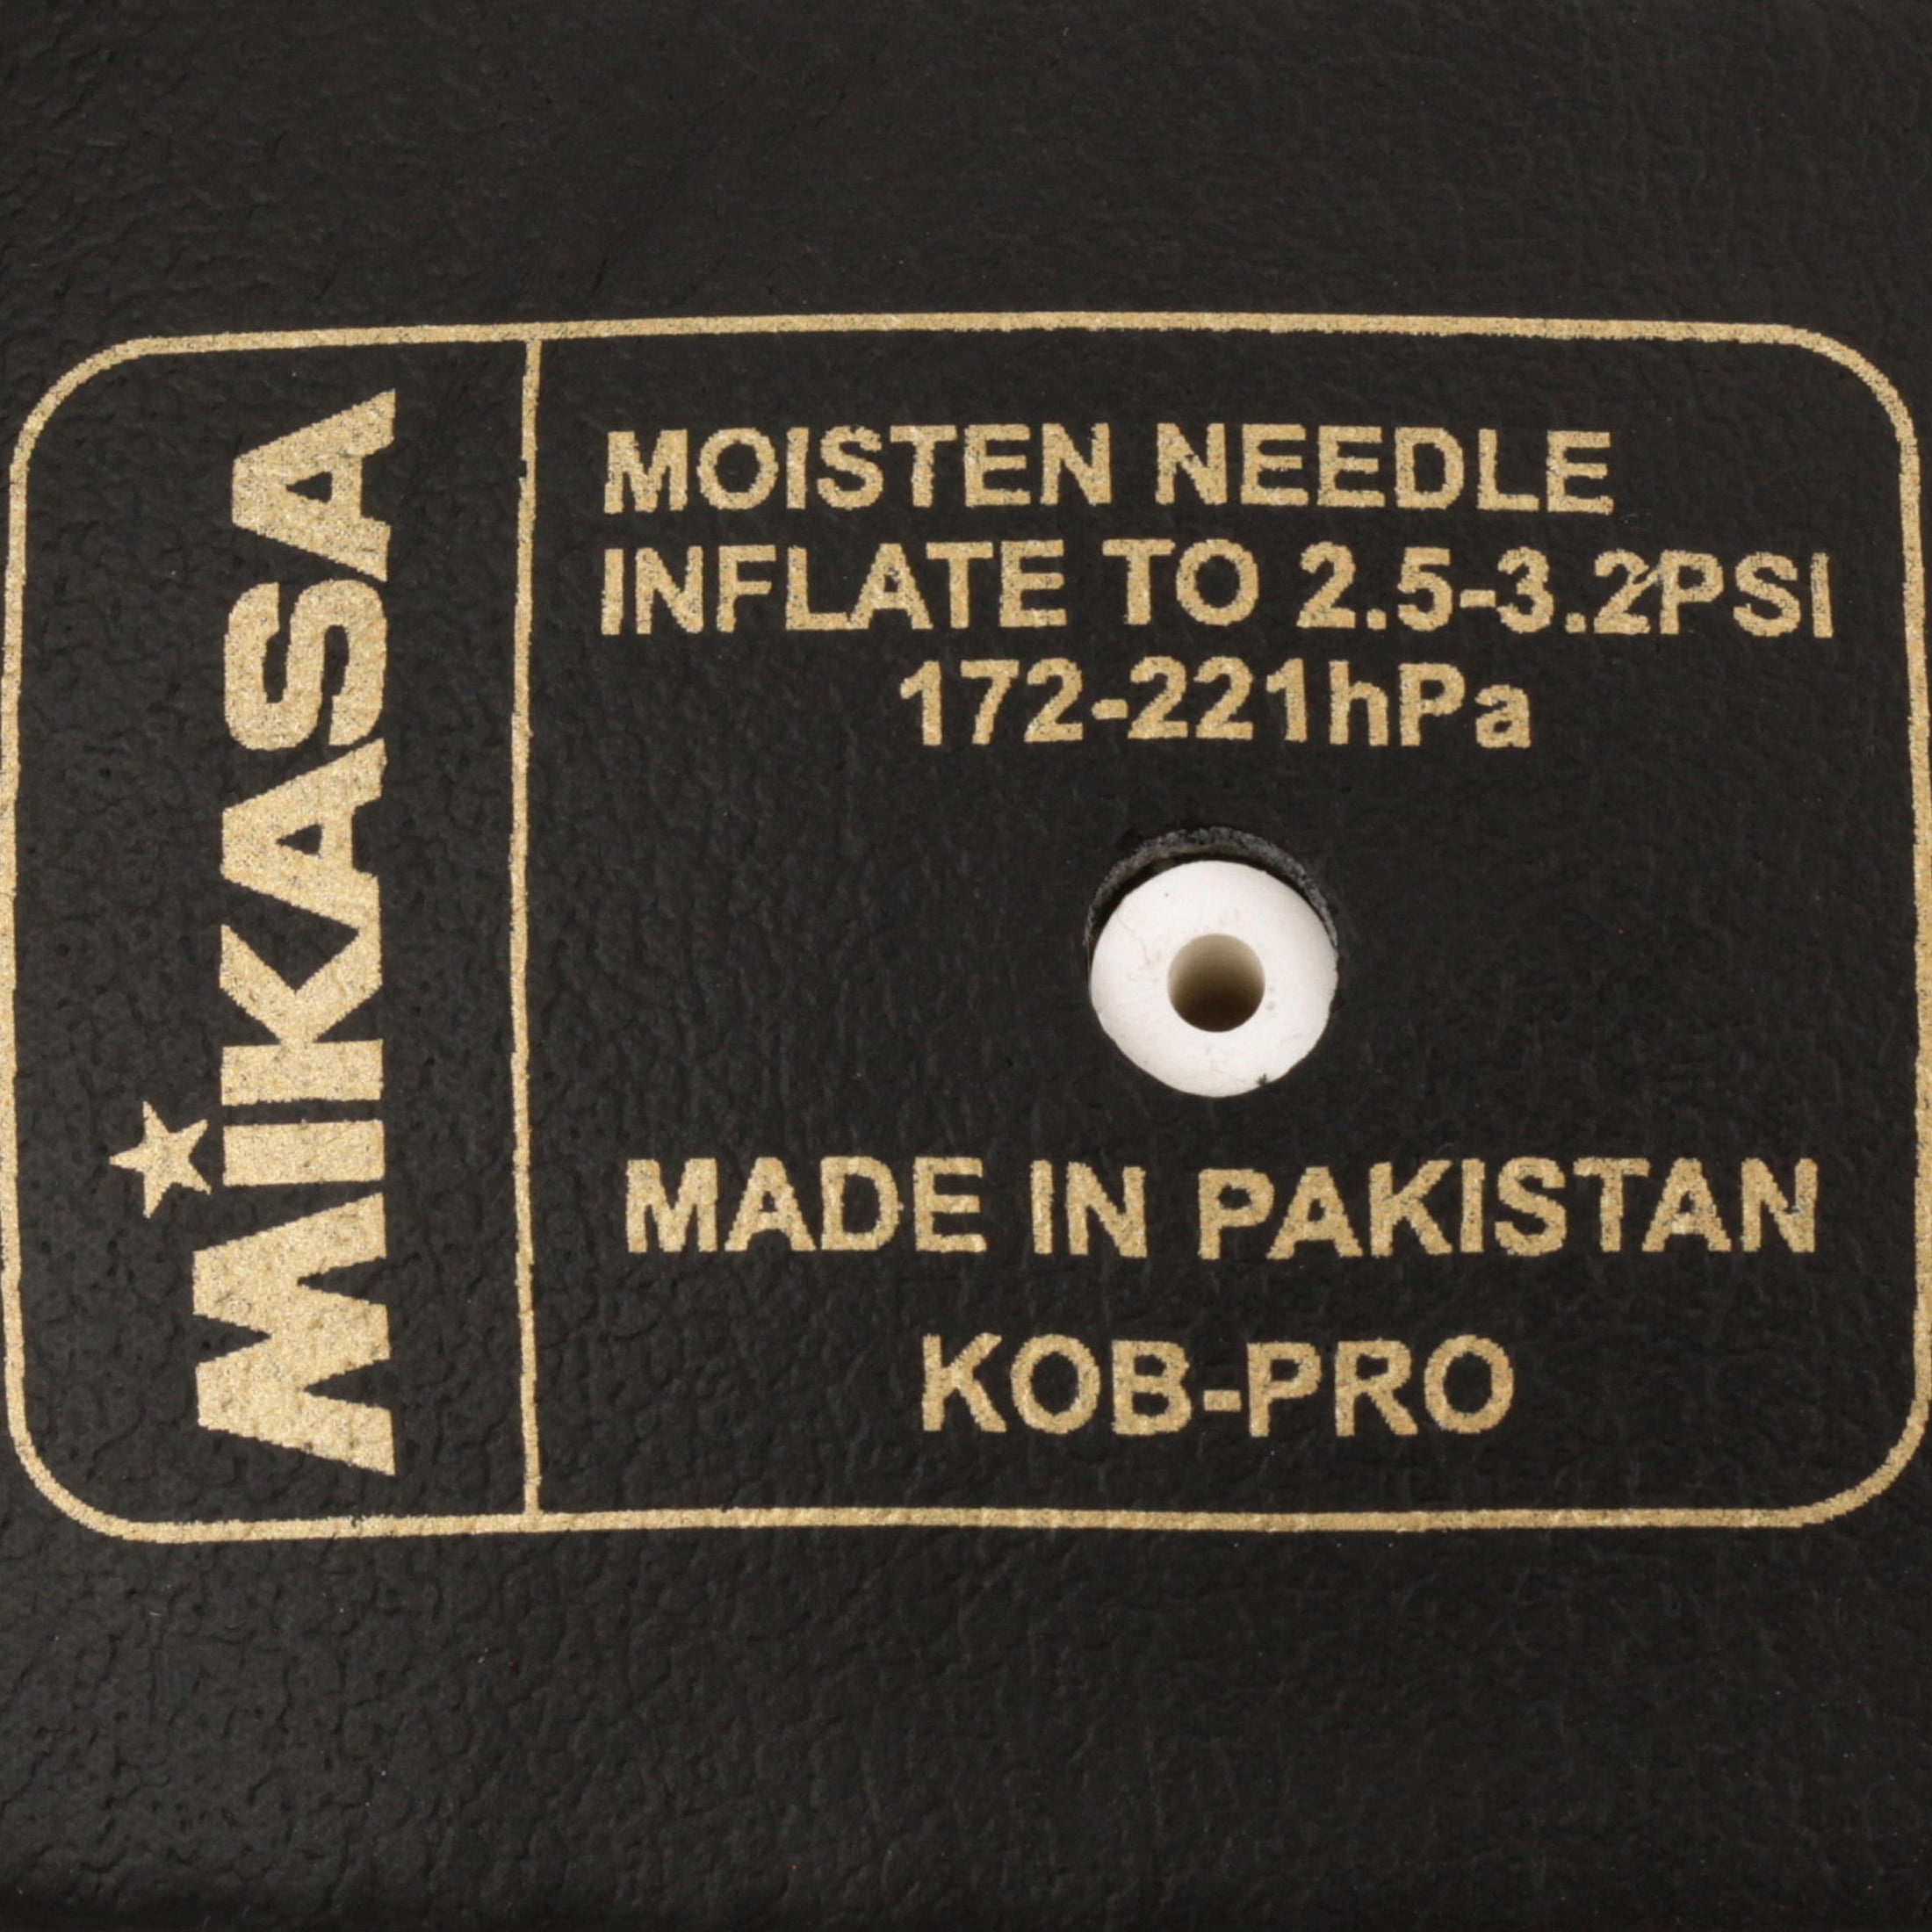 MIKASA
MOISTEN NEEDLE
INFLATE TO 2.5-3.2PSI
172-221hPa
MADE IN PAKISTAN
KOB-PRO